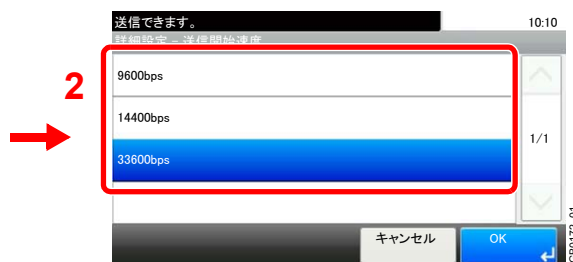 送信できます。 10:10
詳細設定 - 送信開始速度
2
9600bps
14400bps
1/1
33600bps
キャンセル OK